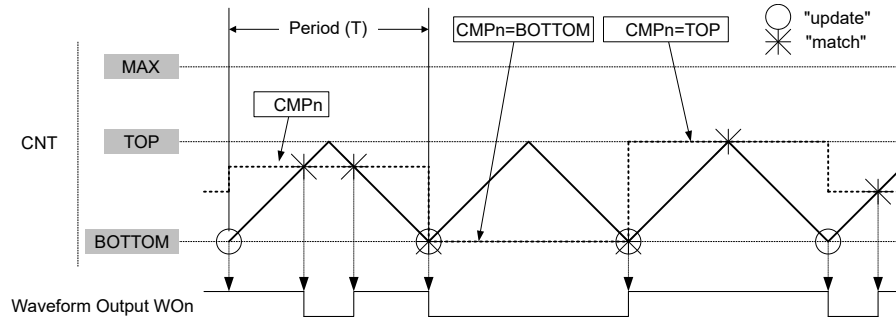 Period (T)
CMPn=BOTTOM
CMPn=TOP
"update"
"match"
MAX
CMPn
CNT
TOP
BOTTOM
Waveform Output WOn